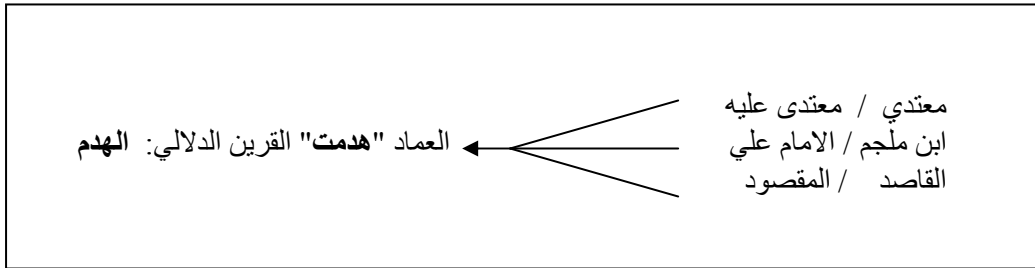 معتدي / معتدى عليه
ابن ملجم / الامام علي
القاصد / المقصود
العماد "هدمت" القرين الدلالي: الهدم